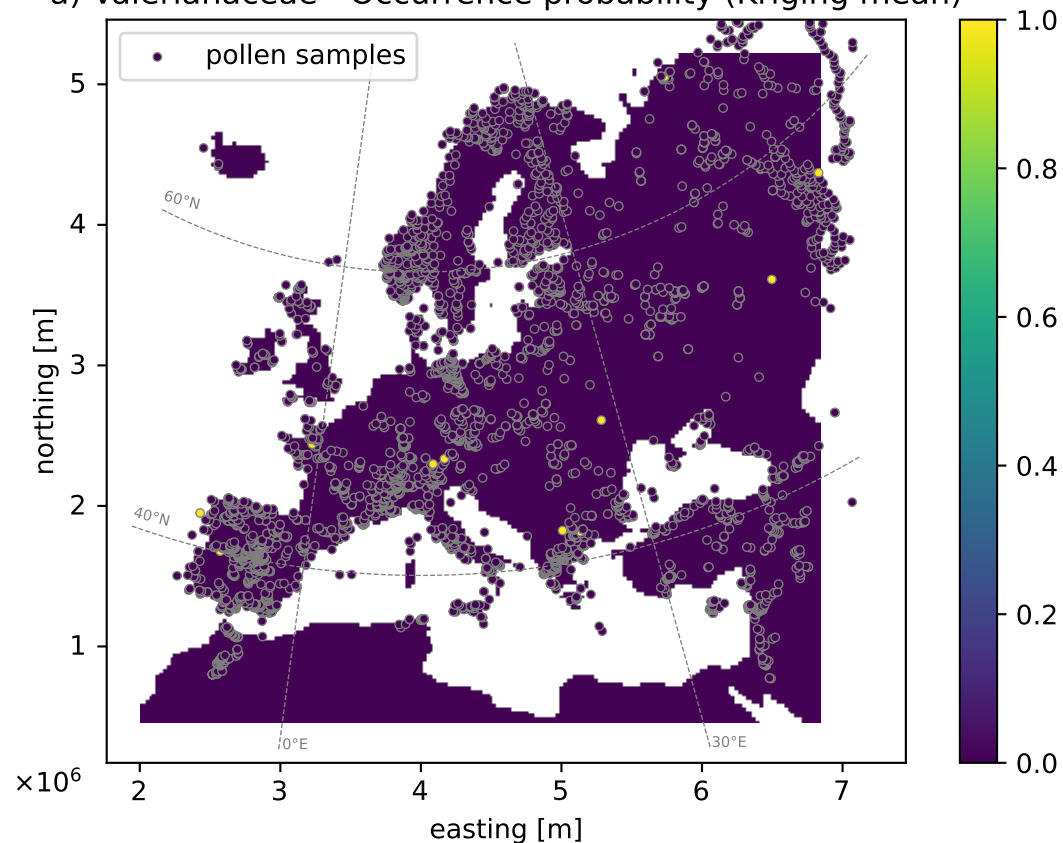 a) Valerianaceae - Occurrence probability (Kriging mean)
pollen samples
60°N
40°N
0°E
30°E
5
4
3
2
1
northing [m]
×10⁶
2
3
4
5
6
7
easting [m]
1.0
0.8
0.6
0.4
0.2
0.0